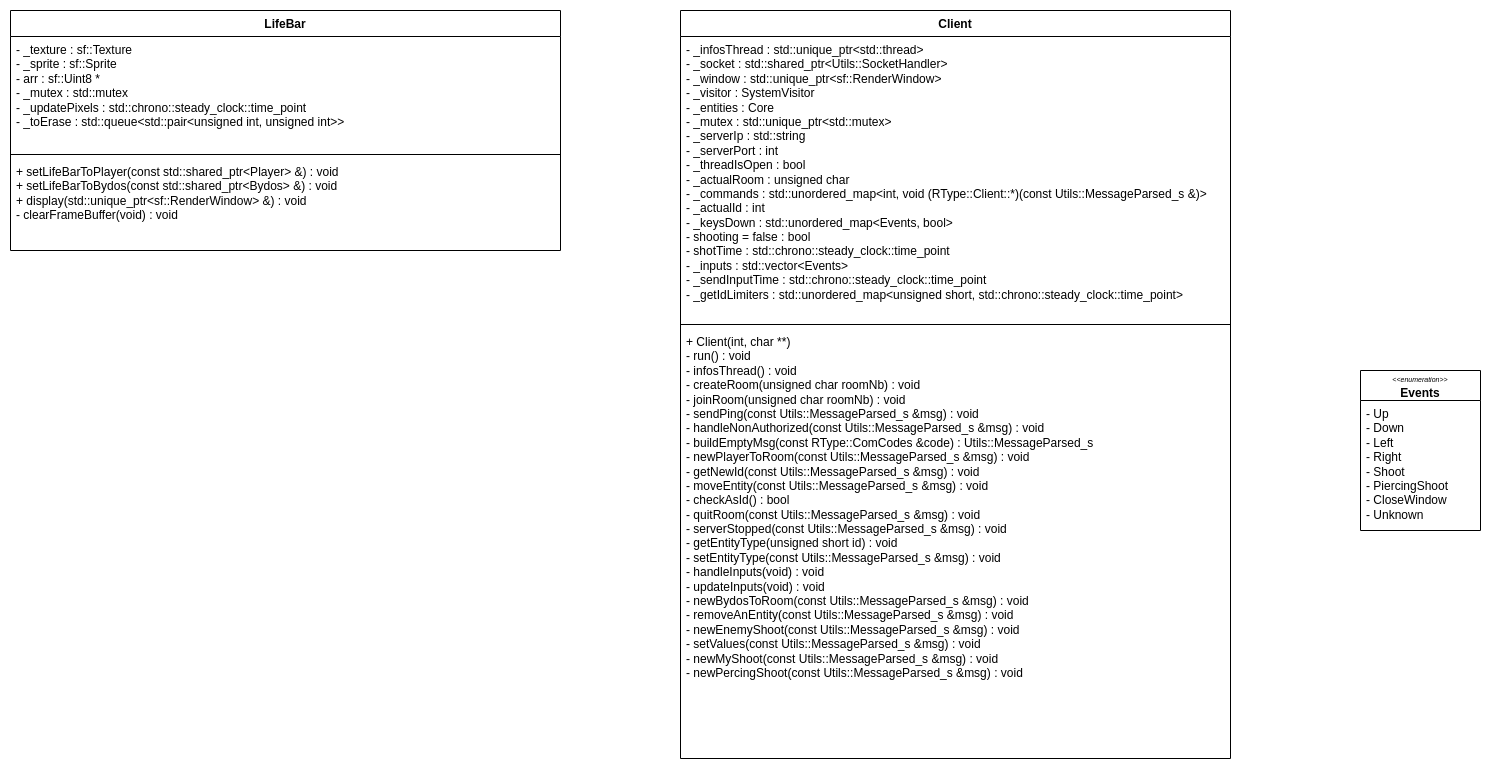 LifeBar
- _texture : sf::Texture
- _sprite : sf::Sprite
- arr : sf::Uint8 *
- _mutex : std::mutex
- _updatePixels : std::chrono::steady_clock::time_point
- _toErase : std::queue<std::pair<unsigned int, unsigned int>>
+ setLifeBarToPlayer(const std::shared_ptr<Player> &) : void
+ setLifeBarToBydos(const std::shared_ptr<Bydos> &) : void
+ display(std::unique_ptr<sf::RenderWindow> &) : void
- clearFrameBuffer(void) : void
Client
- _infosThread : std::unique_ptr<std::thread>
- _socket : std::shared_ptr<Utils::SocketHandler>
- _window : std::unique_ptr<sf::RenderWindow>
- _visitor : SystemVisitor
- _entities : Core
- _mutex : std::unique_ptr<std::mutex>
- _serverIp : std::string
- _serverPort : int
- _threadIsOpen : bool
- _actualRoom : unsigned char
- _commands : std::unordered_map<int, void (RType::Client::*)(const Utils::MessageParsed_s &)>
- _actualId : int
- _keysDown : std::unordered_map<Events, bool>
- shooting = false : bool
- shotTime : std::chrono::steady_clock::time_point
- _inputs : std::vector<Events>
- _sendInputTime : std::chrono::steady_clock::time_point
- _getIdLimiters : std::unordered_map<unsigned short, std::chrono::steady_clock::time_point>
+ Client(int, char **)
- run() : void
- infosThread() : void
- createRoom(unsigned char roomNb) : void
- joinRoom(unsigned char roomNb) : void
- sendPing(const Utils::MessageParsed_s &msg) : void
- handleNonAuthorized(const Utils::MessageParsed_s &msg) : void
- buildEmptyMsg(const RType::ComCodes &code) : Utils::MessageParsed_s
- newPlayerToRoom(const Utils::MessageParsed_s &msg) : void
- getNewId(const Utils::MessageParsed_s &msg) : void
- moveEntity(const Utils::MessageParsed_s &msg) : void
- checkAsId() : bool
- quitRoom(const Utils::MessageParsed_s &msg) : void
- serverStopped(const Utils::MessageParsed_s &msg) : void
- getEntityType(unsigned short id) : void
- setEntityType(const Utils::MessageParsed_s &msg) : void
- handleInputs(void) : void
- updateInputs(void) : void
- newBydosToRoom(const Utils::MessageParsed_s &msg) : void
- removeAnEntity(const Utils::MessageParsed_s &msg) : void
- newEnemyShoot(const Utils::MessageParsed_s &msg) : void
- setValues(const Utils::MessageParsed_s &msg) : void
- newMyShoot(const Utils::MessageParsed_s &msg) : void
- newPercingShoot(const Utils::MessageParsed_s &msg) : void
<<enumeration>>
Events
- Up
- Down
- Left
- Right
- Shoot
- PiercingShoot
- CloseWindow
- Unknown